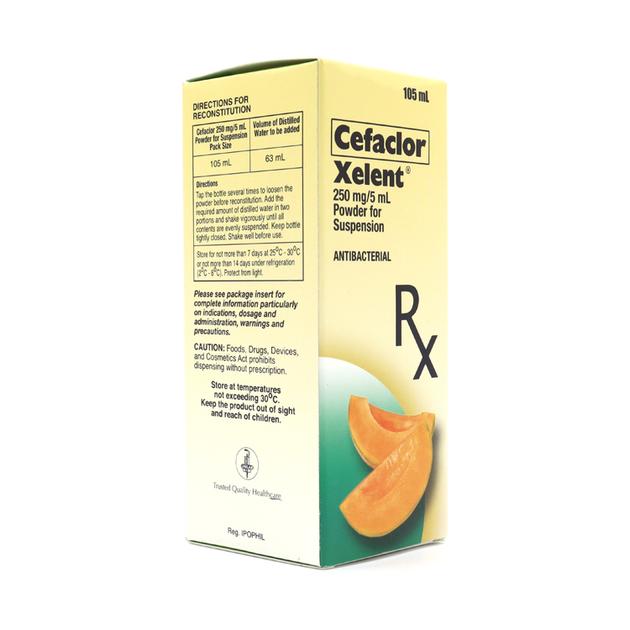 DIRECTIONS FOR
RECONSTITUTION
Cefaclor 250 mg/5 mL
Powder for Suspension
Pack Size
Volume of Distilled
Water to be added
105 mL
63 mL
Directions
Tap the bottle several times to loosen the
powder before reconstitution. Add the
required amount of distilled water in two
portions and shake vigorously until all
contents are evenly suspended. Keep bottle
tightly closed. Shake well before use.
Store for not more than 7 days at 25°C - 30°C
or not more than 14 days under refrigeration
(2°C - 8°C). Protect from light.
Please see package insert for
complete information particularly
on indications, dosage and
administration, warnings and
precautions.
CAUTION: Foods, Drugs, Devices,
and Cosmetics Act prohibits
dispensing without prescription.
Store at temperatures
not exceeding 30°C.
Keep the product out of sight
and reach of children.
Trusted Quality Healthcare
Reg. IPOPHIL
105 mL
Cefaclor
Xelent®
250 mg/5 mL
Powder for
Suspension
ANTIBACTERIAL
Rx